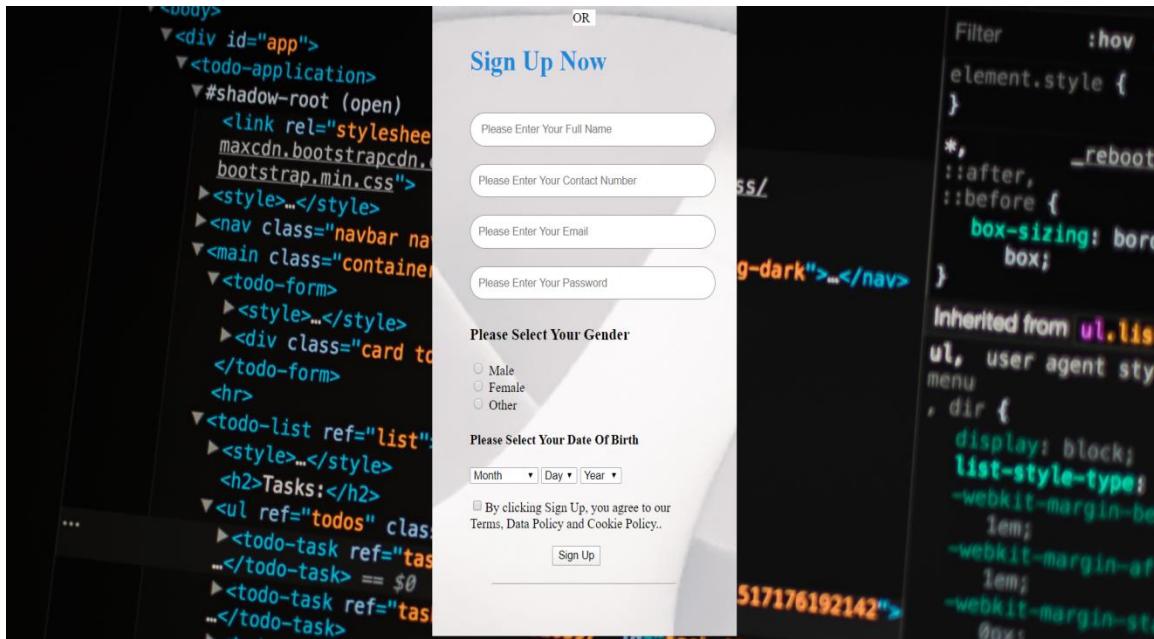 <body>
▼<div id="app">
▼<todo-application>
▼#shadow-root (open)
<link rel="styleshee
maxcdn.bootstrapcdn.
bootstrap.min.css">
▶<style>…</style>
▶<nav class="navbar na
▼<main class="container
▼<todo-form>
▶<style>…</style>
▶<div class="card to
</todo-form>
<hr>
▼<todo-list ref="list"
▶<style>…</style>
<h2>Tasks:</h2>
▼<ul ref="todos" clas
...
▶<todo-task ref="tas
…</todo-task> == $0
▶<todo-task ref="task
…</todo-task>
OR
Sign Up Now
Please Enter Your Full Name
Please Enter Your Contact Number
Please Enter Your Email
Please Enter Your Password
Please Select Your Gender
Male
Female
Other
Please Select Your Date Of Birth
Month Day Year
By clicking Sign Up, you agree to our
Terms, Data Policy and Cookie Policy..
Sign Up
ss/
g-dark">…</nav>
517176192142">
Filter :hov
element.style {
}
*, _reboot
::after,
::before {
box-sizing: bord
box;
}
Inherited from ul.lis
ul, user agent sty
menu
, dir {
display: block;
list-style-type:
-webkit-margin-be
1em;
-webkit-margin-af
1em;
-webkit-margin-st
0px